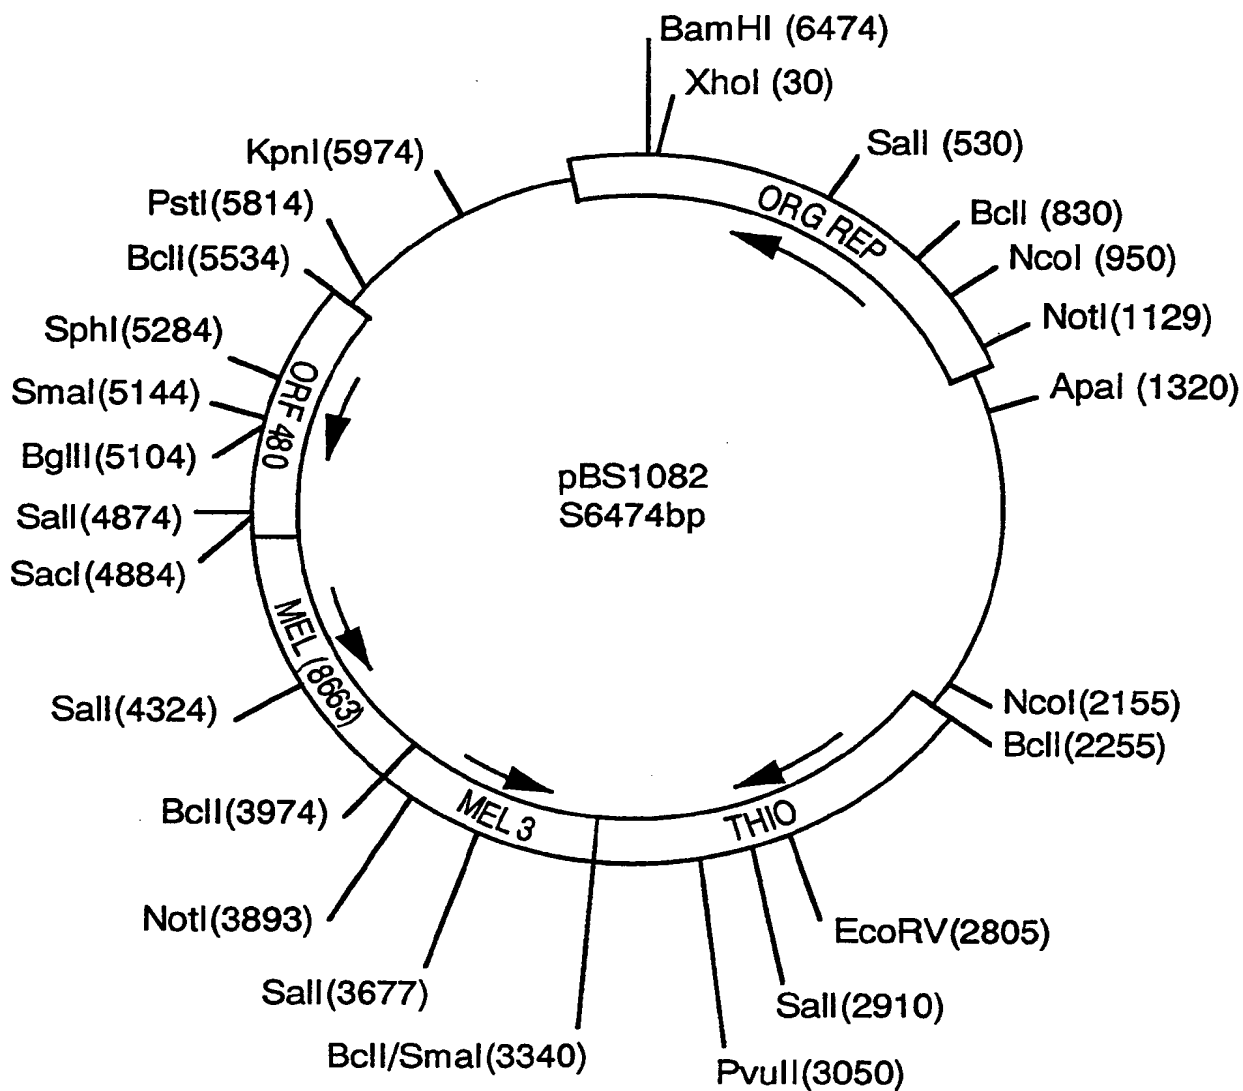 BamHI (6474)
XhoI (30)
SalI (530)
BclI (830)
NcoI (950)
NotI(1129)
ApaI (1320)
NcoI(2155)
BclI(2255)
EcoRV(2805)
SalI(2910)
PvuII(3050)
BclI/SmaI(3340)
SalI(3677)
NotI(3893)
BclI(3974)
SalI(4324)
SacI(4884)
SalI(4874)
BglII(5104)
SmaI(5144)
SphI(5284)
BclI(5534)
PstI(5814)
KpnI(5974)
ORG REP
THIO
MEL 3
MEL (8663)
ORF 480
pBS1082
S6474bp